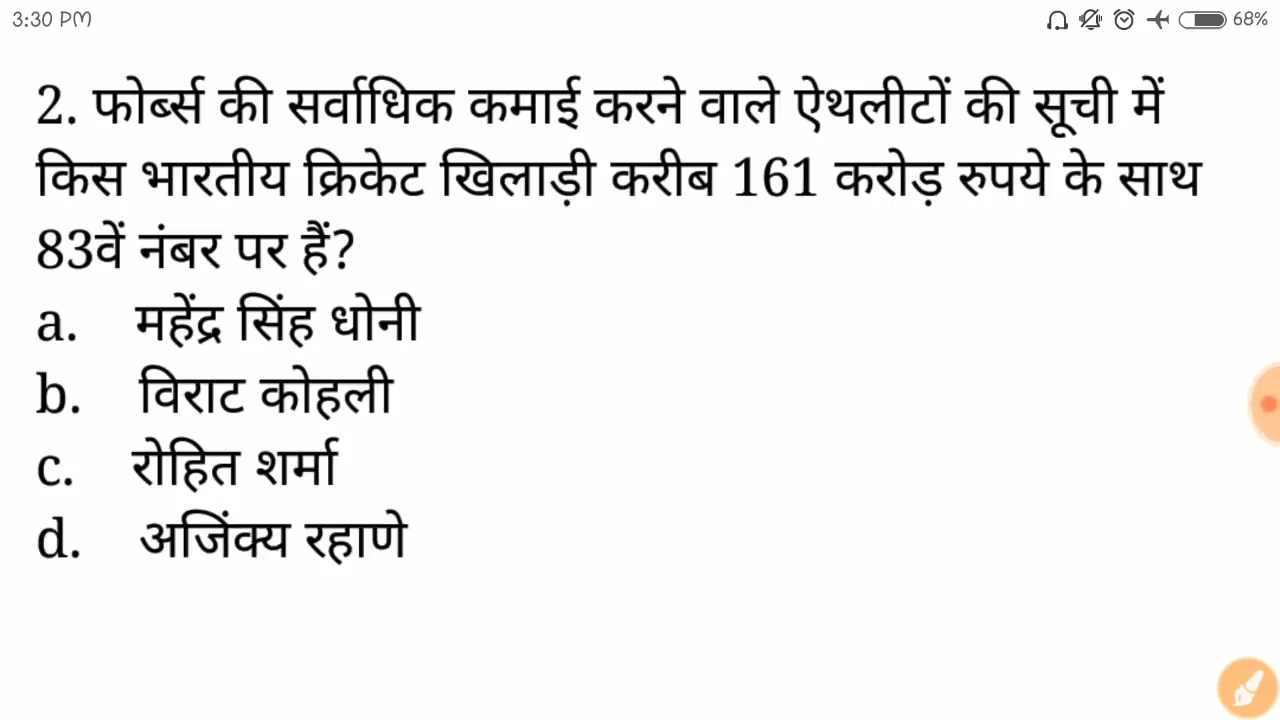 3:30 PM 68%
2. फोर्ब्स की सर्वाधिक कमाई करने वाले ऐथलीटों की सूची में
किस भारतीय क्रिकेट खिलाड़ी करीब 161 करोड़ रुपये के साथ
83वें नंबर पर हैं?
a. महेंद्र सिंह धोनी
b. विराट कोहली
c. रोहित शर्मा
d. अजिंक्य रहाणे